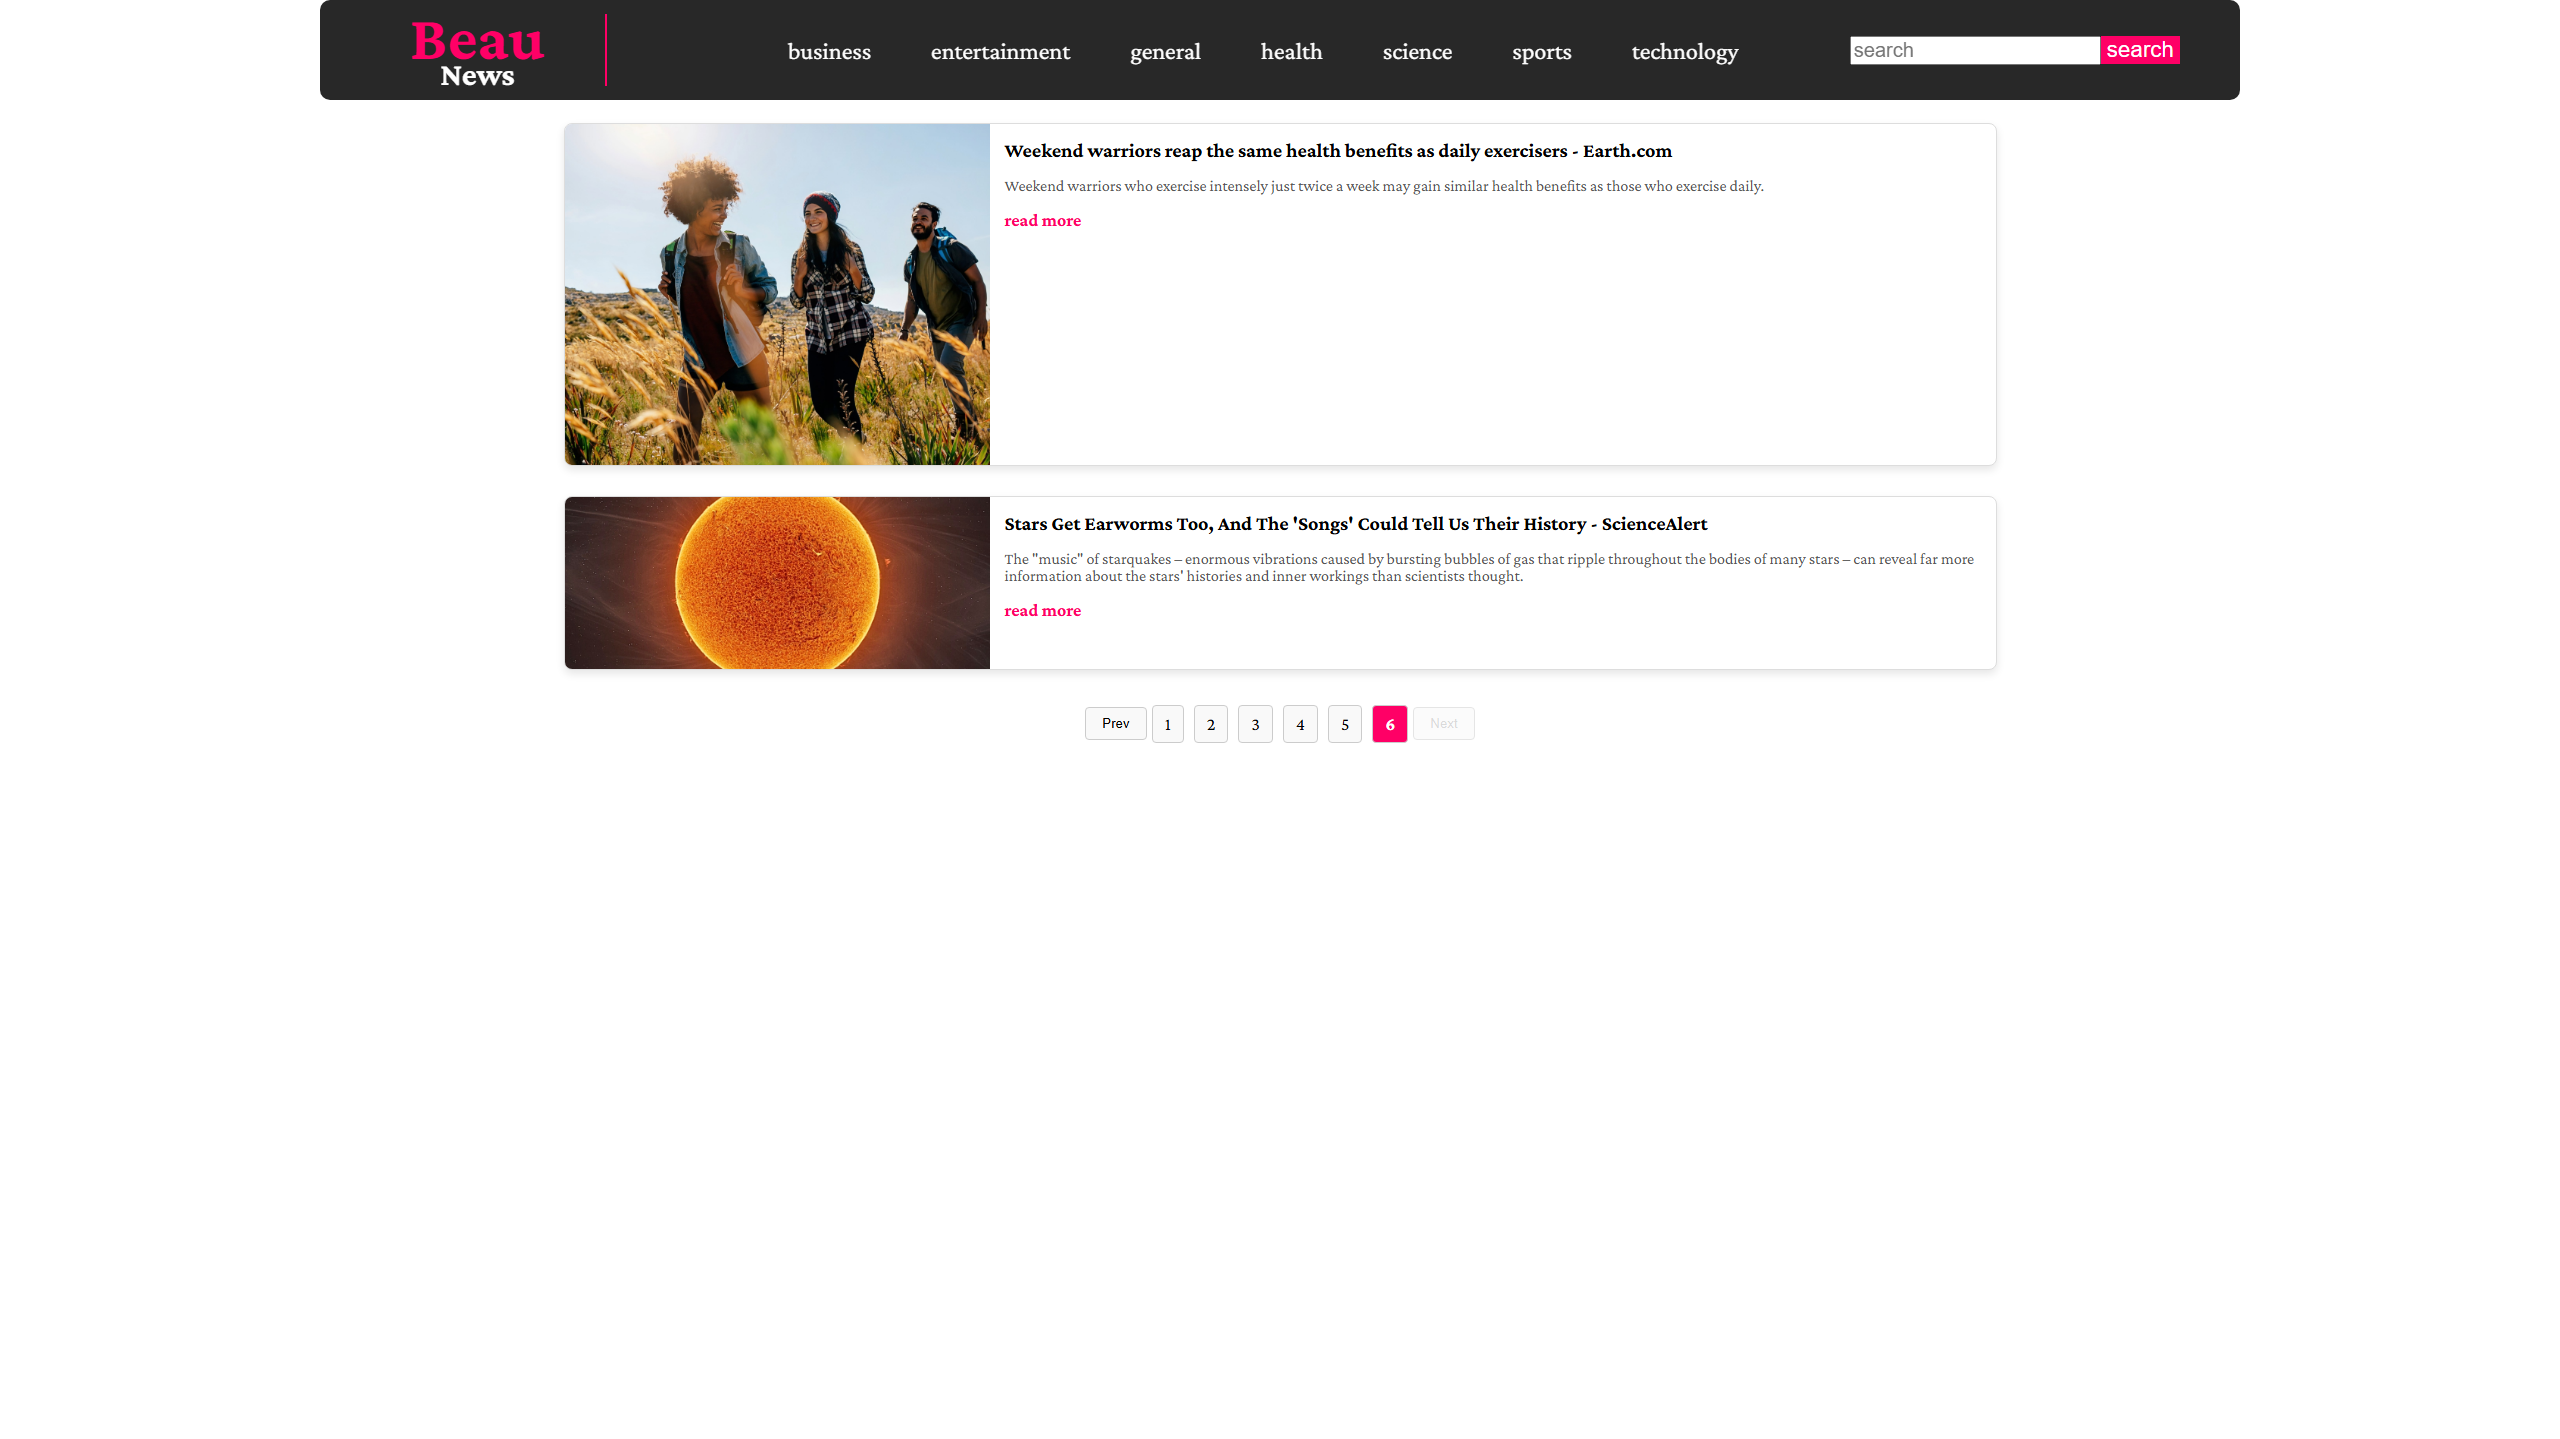 Beau
News
business entertainment general health science sports technology
search search
Weekend warriors reap the same health benefits as daily exercisers - Earth.com
Weekend warriors who exercise intensely just twice a week may gain similar health benefits as those who exercise daily.
read more
Stars Get Earworms Too, And The 'Songs' Could Tell Us Their History - ScienceAlert
The "music" of starquakes – enormous vibrations caused by bursting bubbles of gas that ripple throughout the bodies of many stars – can reveal far more
information about the stars' histories and inner workings than scientists thought.
read more
Prev 1 2 3 4 5 6 Next